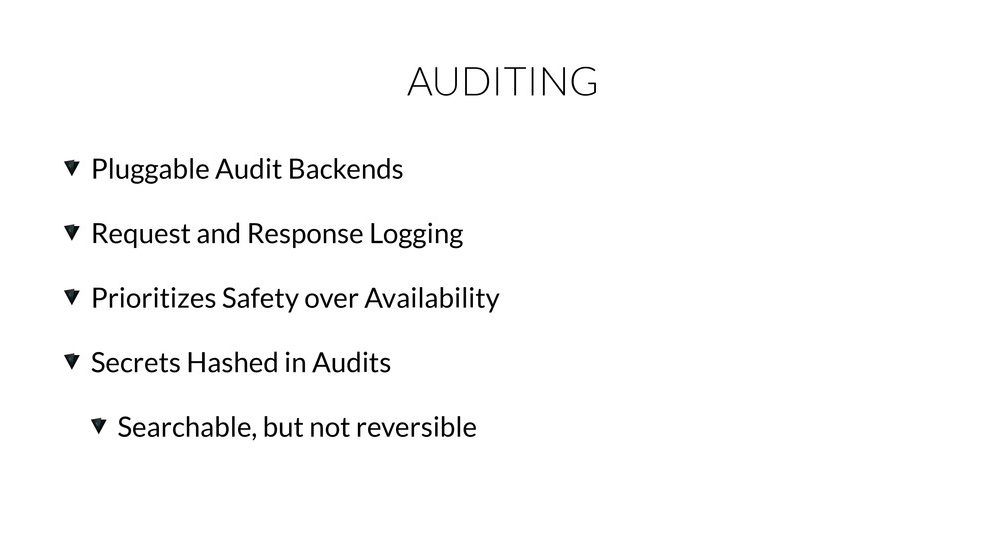 AUDITING
Pluggable Audit Backends
Request and Response Logging
Prioritizes Safety over Availability
Secrets Hashed in Audits
Searchable, but not reversible